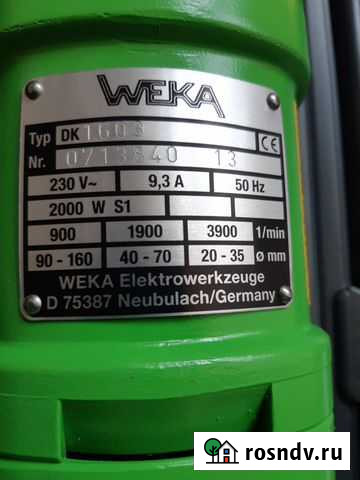 WEKA
Typ DK 1603 CE
Nr. 0713640 13
230 V~ 9,3 A 50 Hz
2000 W S1
900 1900 3900 1/min
90 - 160 40 - 70 20 - 35 ø mm
WEKA Elektrowerkzeuge
D 75387 Neubulach/Germany
rosndv.ru